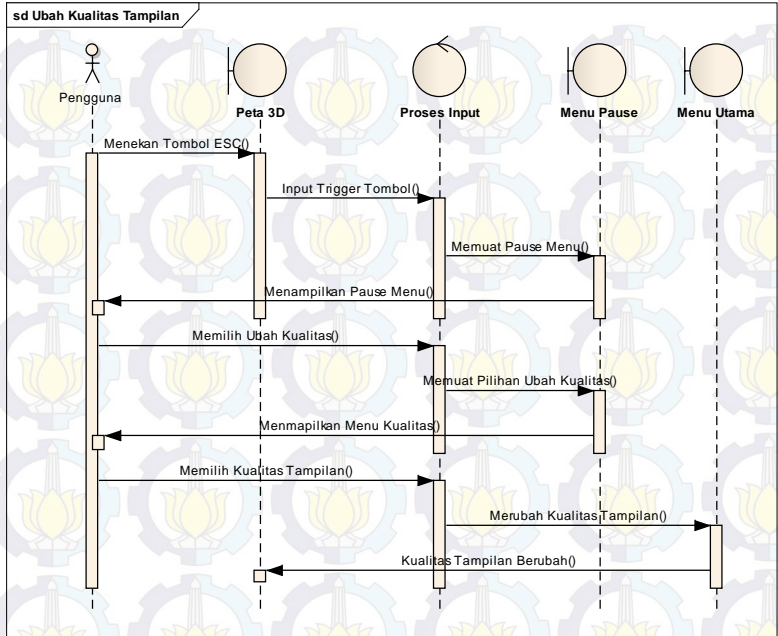 sd Ubah Kualitas Tampilan
Pengguna
Peta 3D
Proses Input
Menu Pause
Menu Utama
Menekan Tombol ESC()
Input Trigger Tombol()
Memuat Pause Menu()
Menampilkan Pause Menu()
Memilih Ubah Kualitas()
Memuat Pilihan Ubah Kualitas()
Menmapilkan Menu Kualitas()
Memilih Kualitas Tampilan()
Merubah Kualitas Tampilan()
Kualitas Tampilan Berubah()